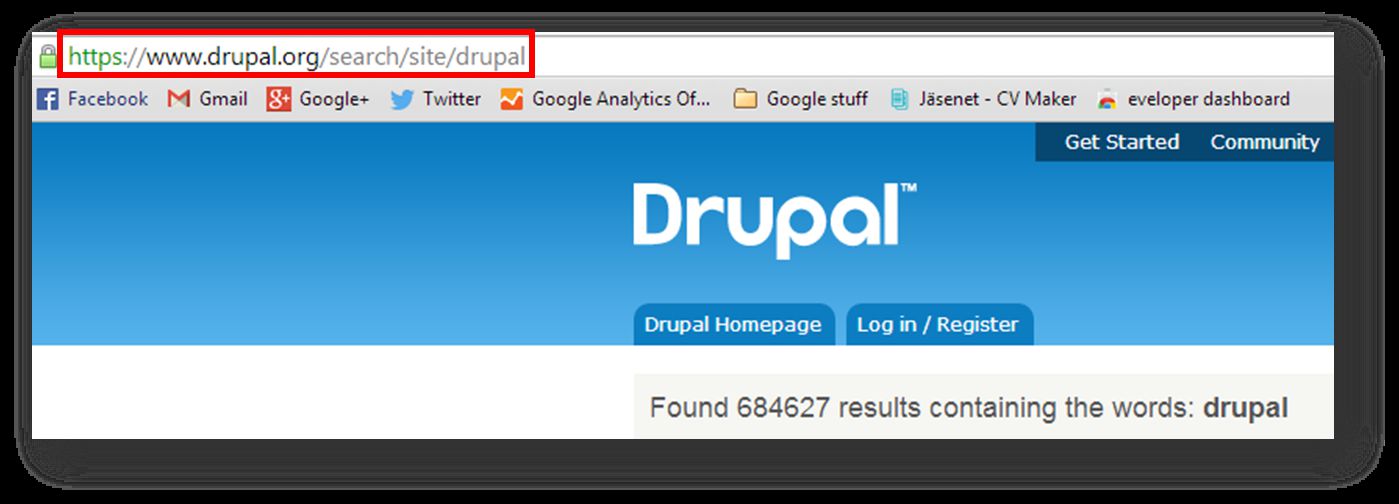 https://www.drupal.org/search/site/drupal
Facebook Gmail Google+ Twitter Google Analytics Of... Google stuff Jäsenet - CV Maker eveloper dashboard
Get Started Community
Drupal™
Drupal Homepage Log in / Register
Found 684627 results containing the words: drupal